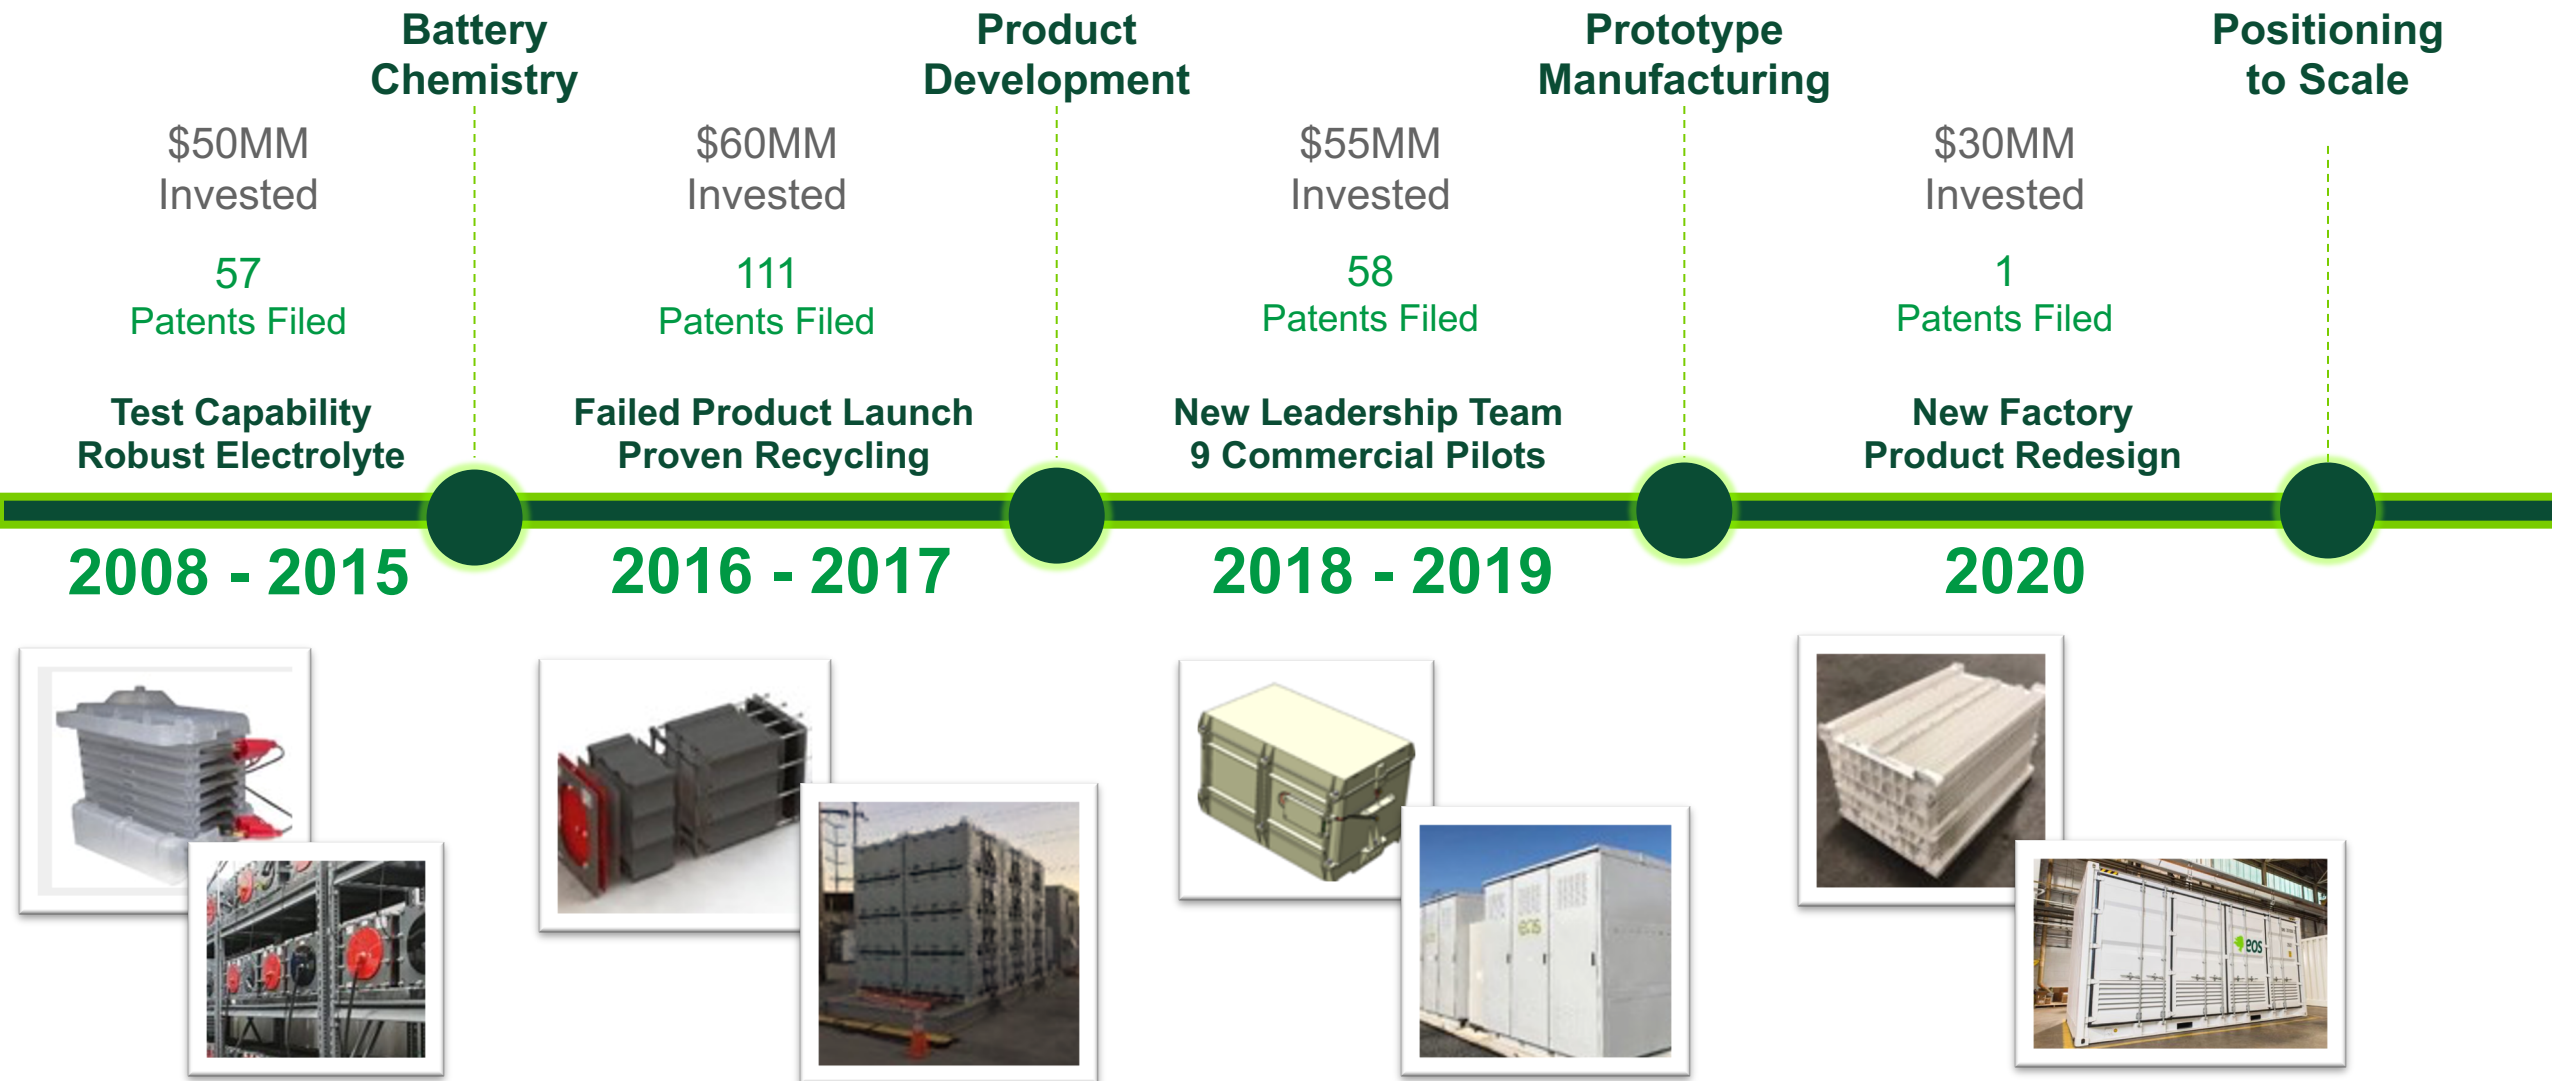 Battery
Chemistry
Product
Development
Prototype
Manufacturing
Positioning
to Scale
$50MM
Invested
57
Patents Filed
Test Capability
Robust Electrolyte
2008 - 2015
$60MM
Invested
111
Patents Filed
Failed Product Launch
Proven Recycling
2016 - 2017
$55MM
Invested
58
Patents Filed
New Leadership Team
9 Commercial Pilots
2018 - 2019
$30MM
Invested
1
Patents Filed
New Factory
Product Redesign
2020
eos
eos